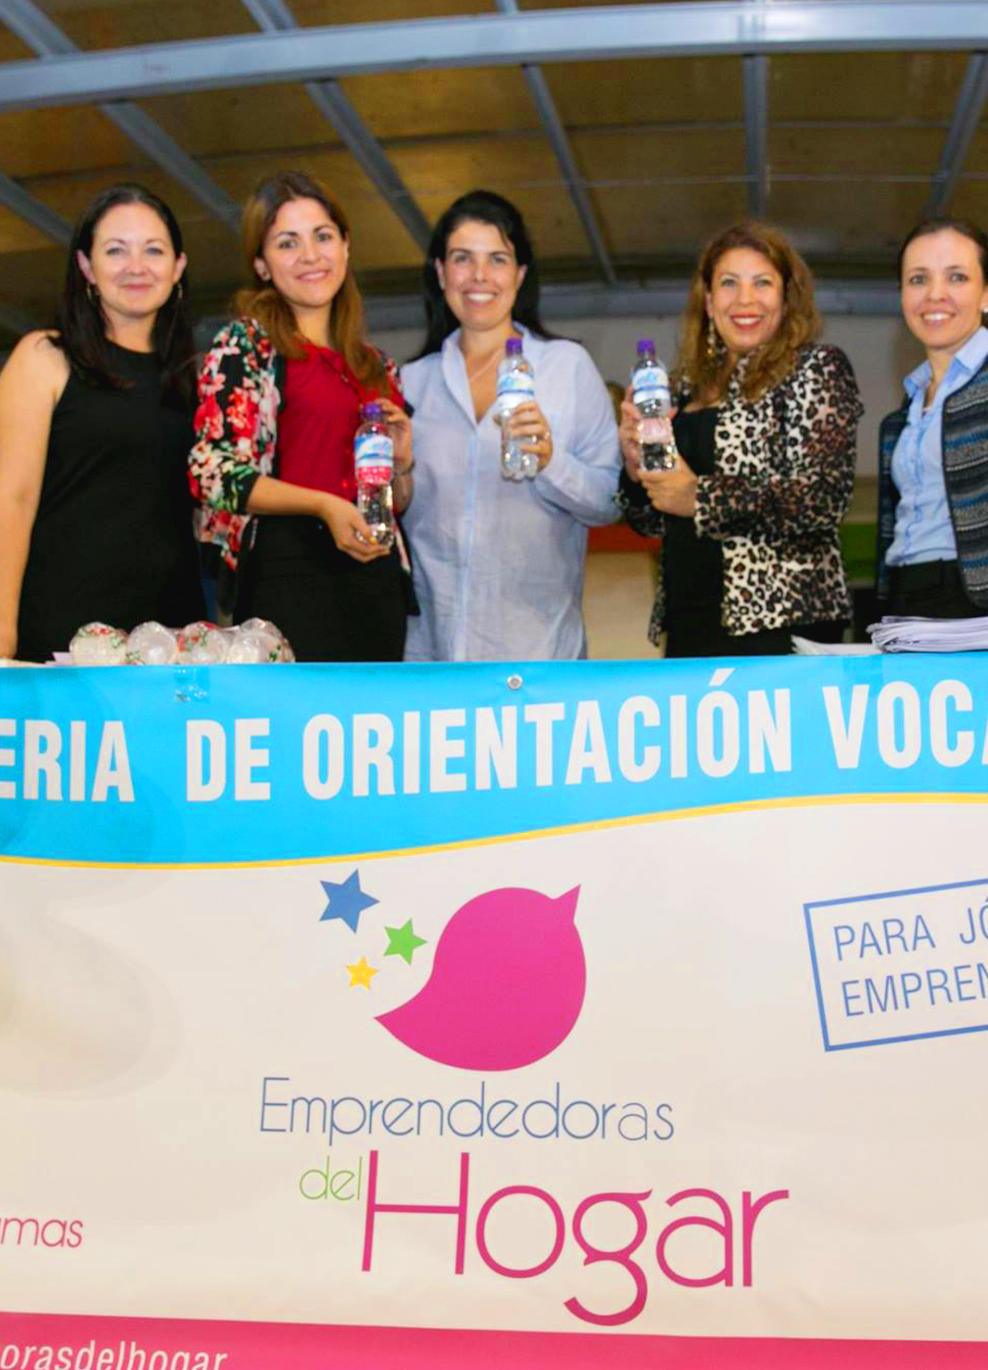 ERIA DE ORIENTACIÓN VOCA
PARA JÓ
EMPREN
Emprendedoras
del Hogar
mas
orasdelhogar